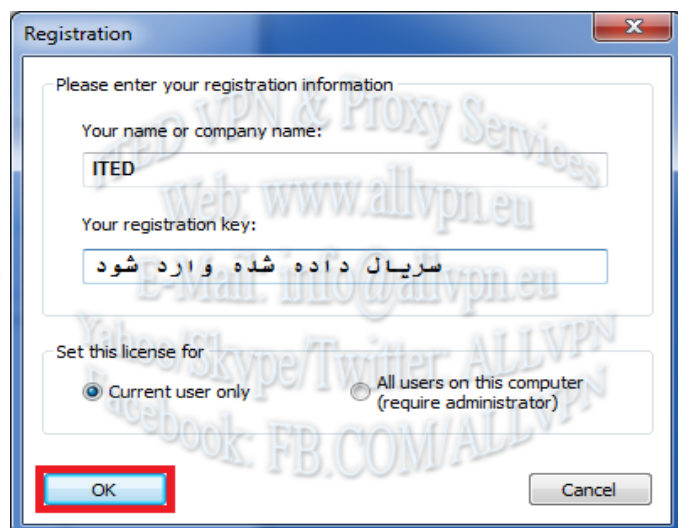 Registration
Please enter your registration information
ITED VPN & Proxy Services
Your name or company name:
ITED
Web: www.allvpn.eu
Your registration key:
سریال داده شده وارد شود
E-Mail: info@allvpn.eu
Yahoo/Skype/Twitter: ALLVPN
Set this license for
Current user only
All users on this computer
(require administrator)
Facebook: FB.COM/ALLVPN
OK
Cancel